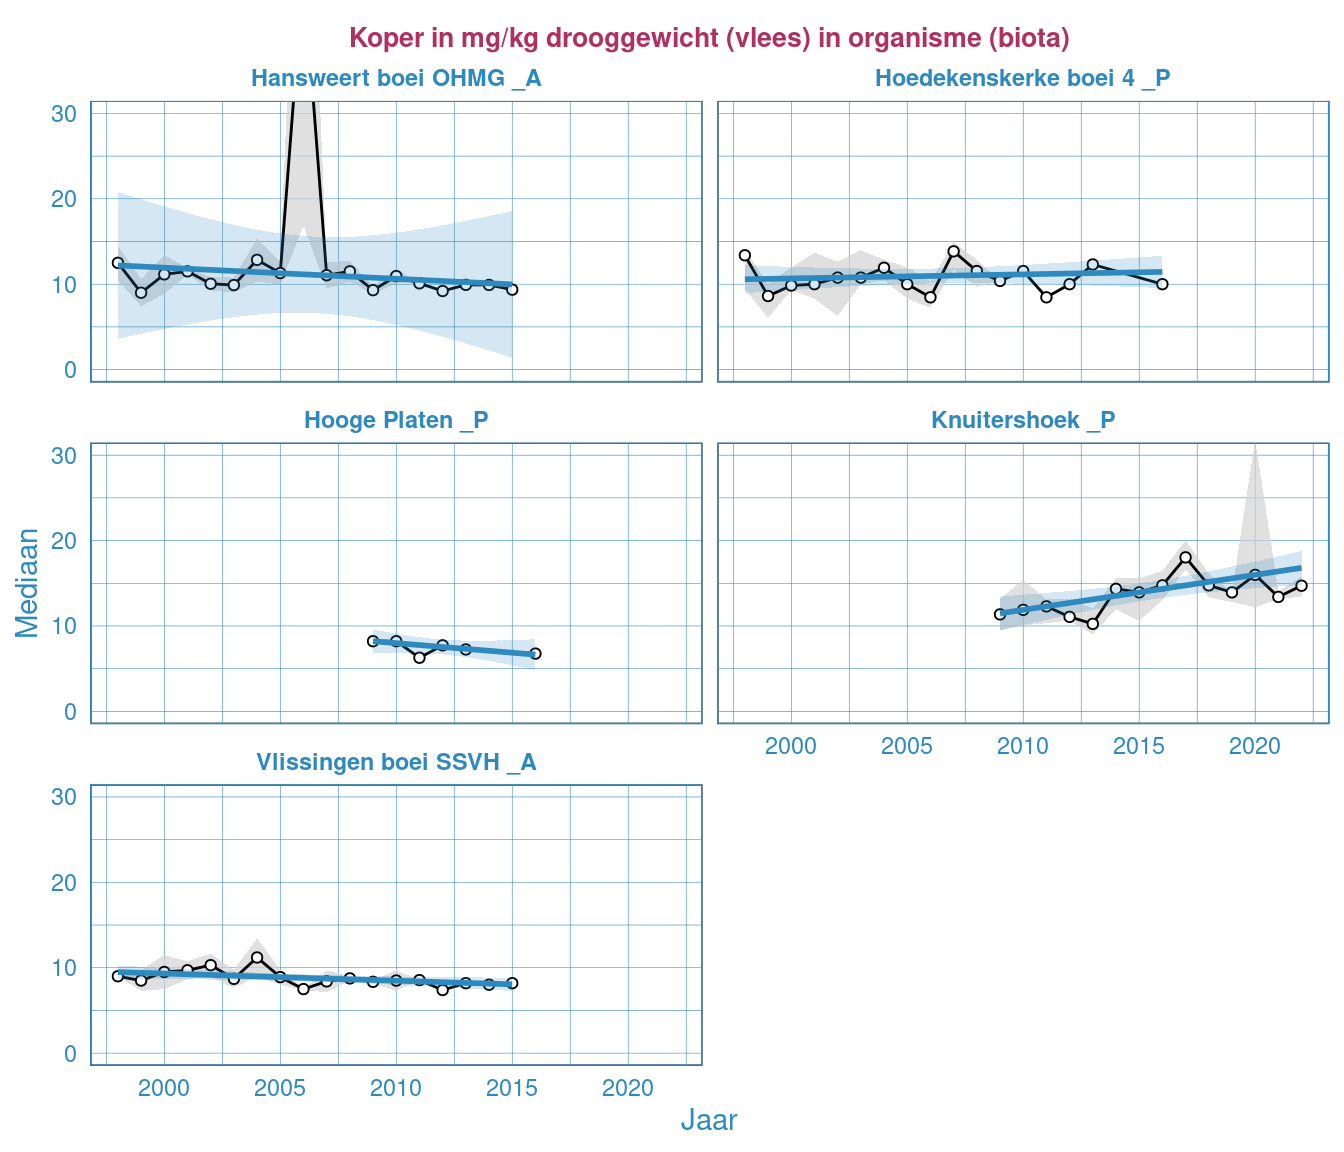 Koper in mg/kg drooggewicht (vlees) in organisme (biota)
Hansweert boei OHMG _A
Hoedekenskerke boei 4 _P
30
20
10
0
Hooge Platen _P
Knuitershoek _P
30
20
10
0
Mediaan
2000 2005 2010 2015 2020
Vlissingen boei SSVH _A
30
20
10
0
2000 2005 2010 2015 2020
Jaar